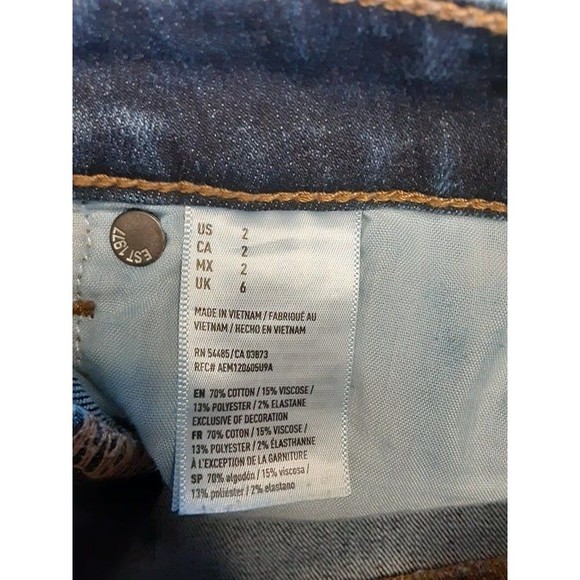 EST 1977
US 2
CA 2
MX 2
UK 6
MADE IN VIETNAM / FABRIQUÉ AU
VIETNAM / HECHO EN VIETNAM
RN 54485/CA 03873
RFC# AEM120605U9A
EN 70% COTTON / 15% VISCOSE /
13% POLYESTER / 2% ELASTANE
EXCLUSIVE OF DECORATION
FR 70% COTON / 15% VISCOSE /
13% POLYESTER / 2% ÉLASTHANNE
À L'EXCEPTION DE LA GARNITURE
SP 70% algodón / 15% viscosa /
13% poliéster / 2% elastano